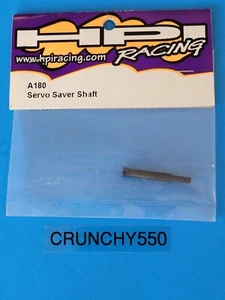 HPI
RACING
www.hpiracing.com
A180
Servo Saver Shaft
CRUNCHY550